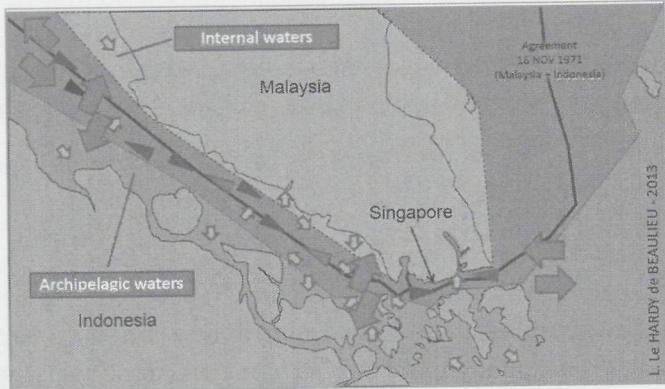 Internal waters
Malaysia
Agreement
16 NOV 1971
(Malaysia – Indonesia)
Singapore
Archipelagic waters
Indonesia
L. Le HARDY de BEAULIEU - 2013